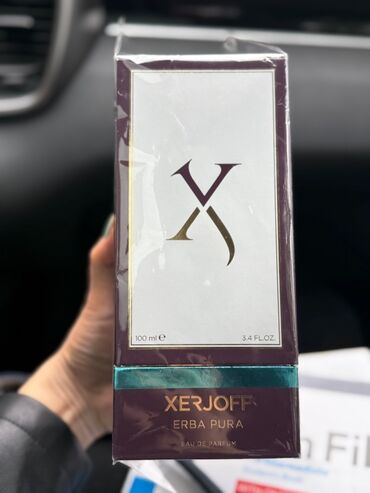 100 ml e 3.4 FL.OZ.
XERJOFF
ERBA PURA
EAU DE PARFUM